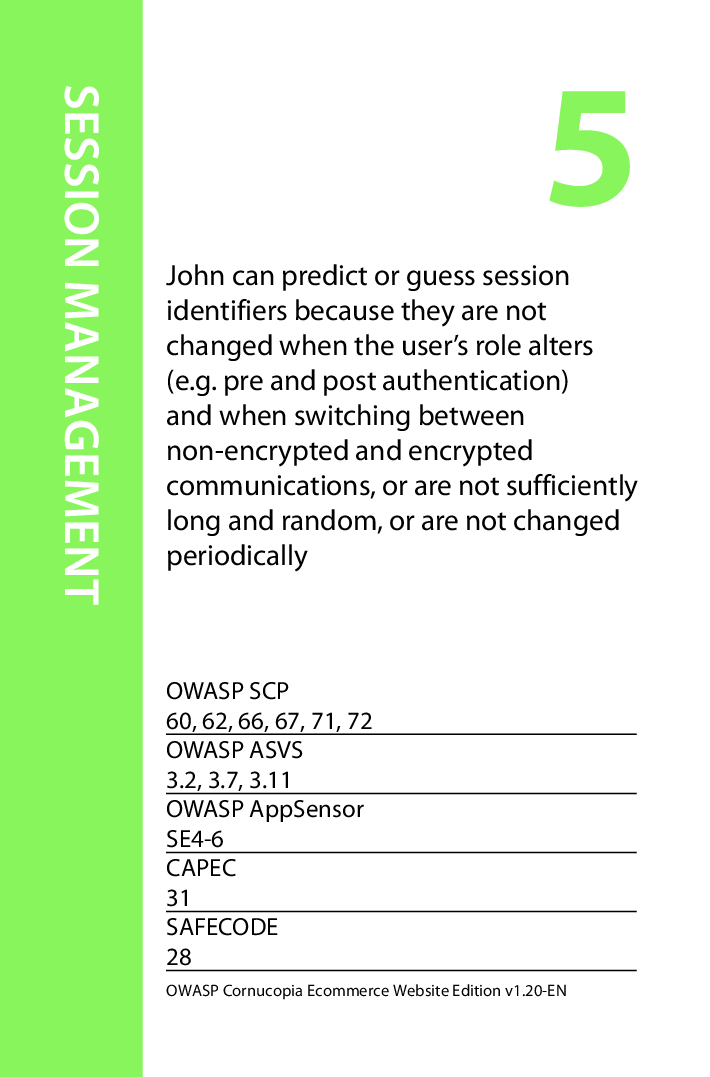 SESSION MANAGEMENT
5
John can predict or guess session
identifiers because they are not
changed when the user’s role alters
(e.g. pre and post authentication)
and when switching between
non-encrypted and encrypted
communications, or are not sufficiently
long and random, or are not changed
periodically
OWASP SCP
60, 62, 66, 67, 71, 72
OWASP ASVS
3.2, 3.7, 3.11
OWASP AppSensor
SE4-6
CAPEC
31
SAFECODE
28
OWASP Cornucopia Ecommerce Website Edition v1.20-EN